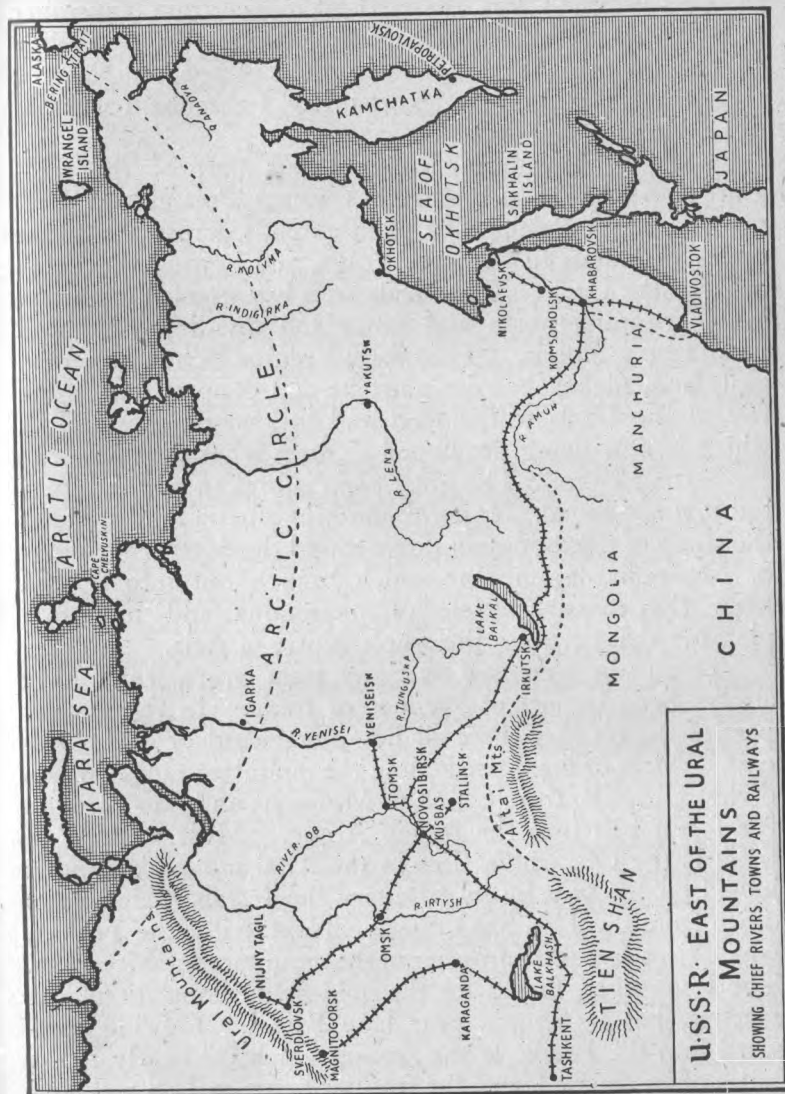 ALASKA
BERING STRAIT
WRANGEL
ISLAND
R. ANADYR
PETROPAVLOVSK
KAMCHATKA
ARCTIC OCEAN
R. KOLYMA
R. INDIGIRKA
OKHOTSK
SEA OF
OKHOTSK
SAKHALIN
ISLAND
JAPAN
NIKOLAEVSK
KOMSOMOLSK
KHABAROVSK
VLADIVOSTOK
CAPE
CHELYUSKIN
ARCTIC CIRCLE
YAKUTSK
R. LENA
R. AMUR
MANCHURIA
KARA SEA
IGARKA
R. YENISEI
YENISEISK
R. TUNGUSKA
LAKE
BAIKAL
IRKUTSK
MONGOLIA
CHINA
Ural Mountains
RIVER OB
TOMSK
NOVOSIBIRSK
KUSBAS
STALINSK
Altai Mts
NIJNY TAGIL
SVERDLOVSK
MAGNITOGORSK
OMSK
R. IRTYSH
KARAGANDA
LAKE
BALKHASH
TASHKENT
TIEN SHAN
U·S·S·R· EAST OF THE URAL
MOUNTAINS
SHOWING CHIEF RIVERS, TOWNS AND RAILWAYS